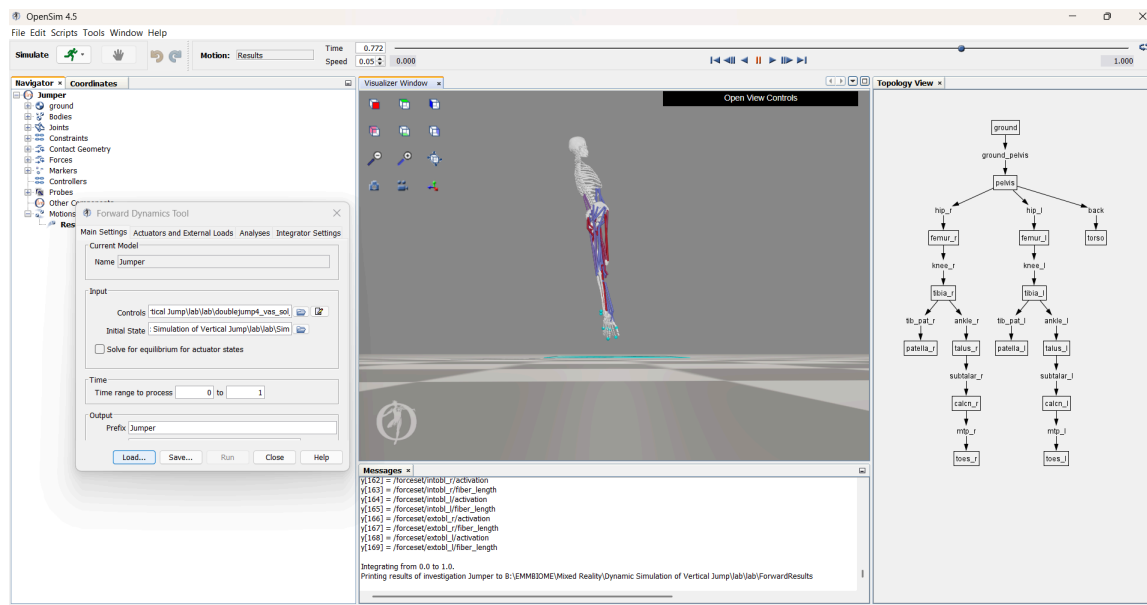 OpenSim 4.5
File Edit Scripts Tools Window Help
Simulate
Motion: Results
Time 0.772
Speed 0.05 0.000 1.000
Navigator × Coordinates
Jumper
ground
Bodies
Joints
Constraints
Contact Geometry
Forces
Markers
Controllers
Probes
Other Components
Motions
Res
Forward Dynamics Tool
Main Settings Actuators and External Loads Analyses Integrator Settings
Current Model
Name Jumper
Input
Controls tical Jump\lab\lab\doublejump4_vas_sol_
Initial State : Simulation of Vertical Jump\lab\lab\Sim
Solve for equilibrium for actuator states
Time
Time range to process 0 to 1
Output
Prefix Jumper
Load... Save... Run Close Help
Visualizer Window ×
Open View Controls
Messages ×
y[162] = /forceset/intobl_r/activation
y[163] = /forceset/intobl_r/fiber_length
y[164] = /forceset/intobl_l/activation
y[165] = /forceset/intobl_l/fiber_length
y[166] = /forceset/extobl_r/activation
y[167] = /forceset/extobl_r/fiber_length
y[168] = /forceset/extobl_l/activation
y[169] = /forceset/extobl_l/fiber_length
Integrating from 0.0 to 1.0.
Printing results of investigation Jumper to B:\EMMBIOME\Mixed Reality\Dynamic Simulation of Vertical Jump\lab\lab\ForwardResults
Topology View ×
ground
ground_pelvis
pelvis
hip_r hip_l back
femur_r femur_l torso
knee_r knee_l
tibia_r tibia_l
tib_pat_r ankle_r tib_pat_l ankle_l
patella_r talus_r patella_l talus_l
subtalar_r subtalar_l
calcn_r calcn_l
mtp_r mtp_l
toes_r toes_l